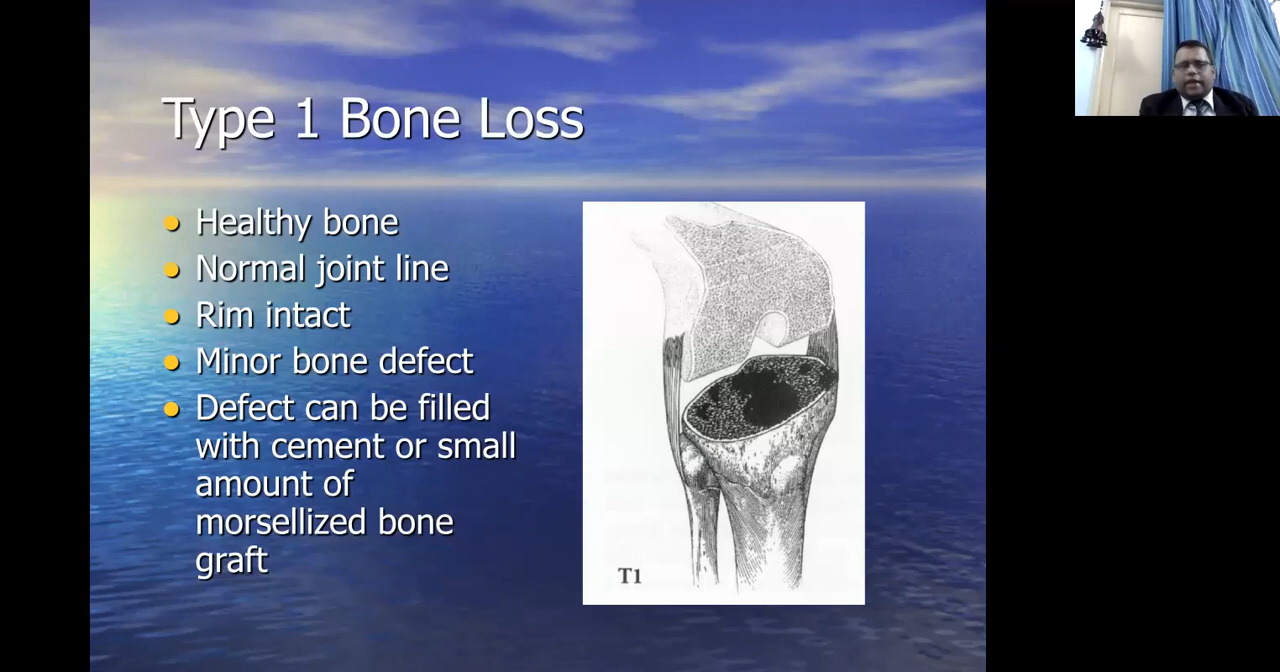 Type 1 Bone Loss
Healthy bone
Normal joint line
Rim intact
Minor bone defect
Defect can be filled
with cement or small
amount of
morsellized bone
graft
T1